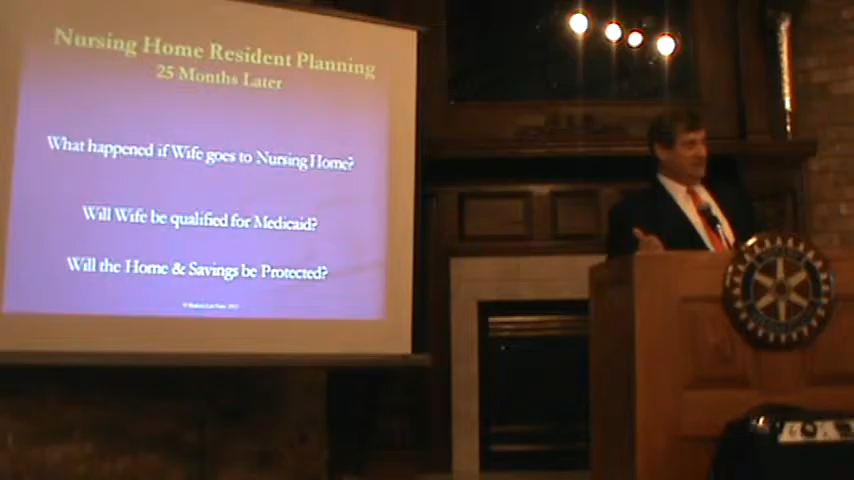 Nursing Home Resident Planning
25 Months Later
What happened if Wife goes to Nursing Home?
Will Wife be qualified for Medicaid?
Will the Home & Savings be Protected?